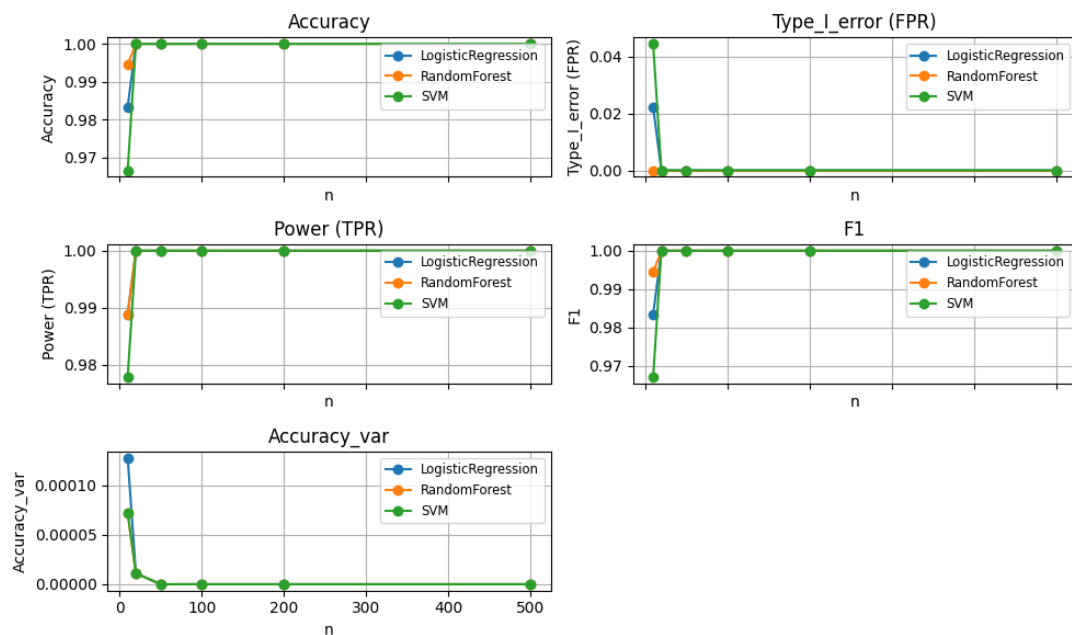 Accuracy
Accuracy
1.00
0.99
0.98
0.97
LogisticRegression
RandomForest
SVM
n
Type_I_error (FPR)
Type_I_error (FPR)
0.04
0.02
0.00
LogisticRegression
RandomForest
SVM
n
Power (TPR)
Power (TPR)
1.00
0.99
0.98
LogisticRegression
RandomForest
SVM
n
F1
F1
1.00
0.99
0.98
0.97
LogisticRegression
RandomForest
SVM
n
Accuracy_var
Accuracy_var
0.00010
0.00005
0.00000
LogisticRegression
RandomForest
SVM
0 100 200 300 400 500
n